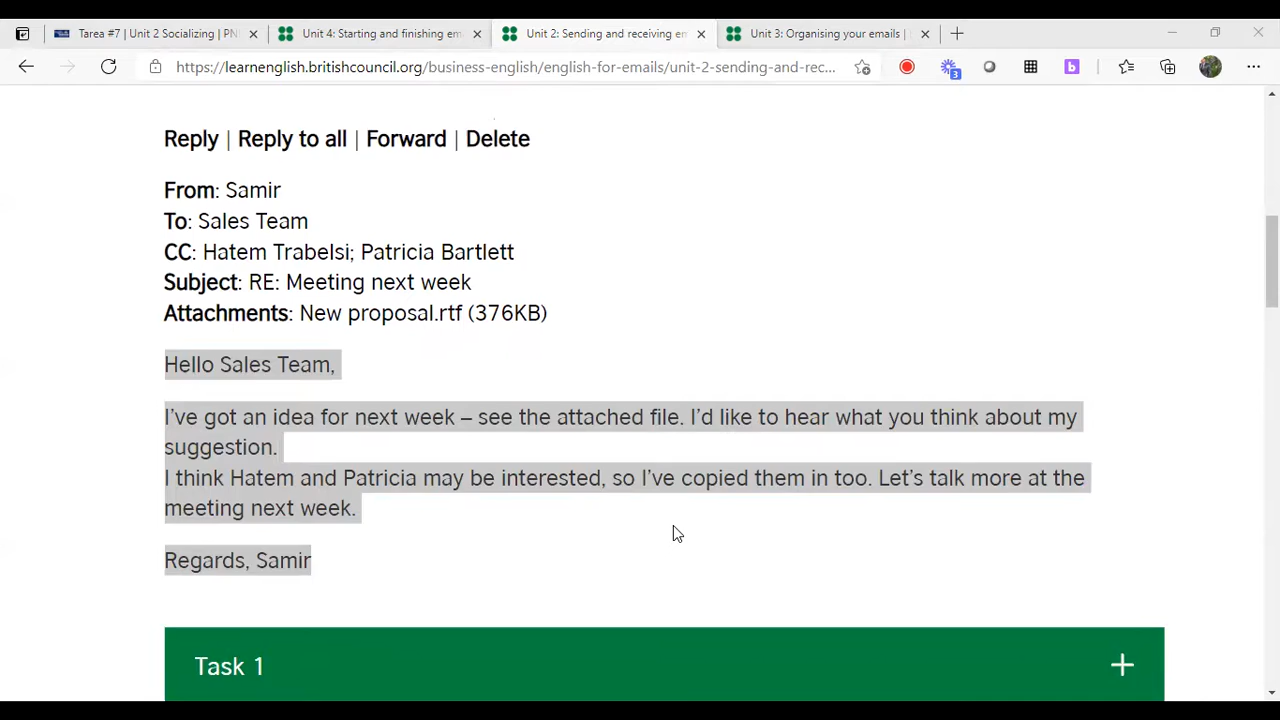 Tarea #7 | Unit 2 Socializing | PN
Unit 4: Starting and finishing em
Unit 2: Sending and receiving em
Unit 3: Organising your emails |
https://learnenglish.britishcouncil.org/business-english/english-for-emails/unit-2-sending-and-rec...
3
b
Reply | Reply to all | Forward | Delete
From: Samir
To: Sales Team
CC: Hatem Trabelsi; Patricia Bartlett
Subject: RE: Meeting next week
Attachments: New proposal.rtf (376KB)
Hello Sales Team,
I've got an idea for next week – see the attached file. I'd like to hear what you think about my
suggestion.
I think Hatem and Patricia may be interested, so I've copied them in too. Let's talk more at the
meeting next week.
Regards, Samir
Task 1